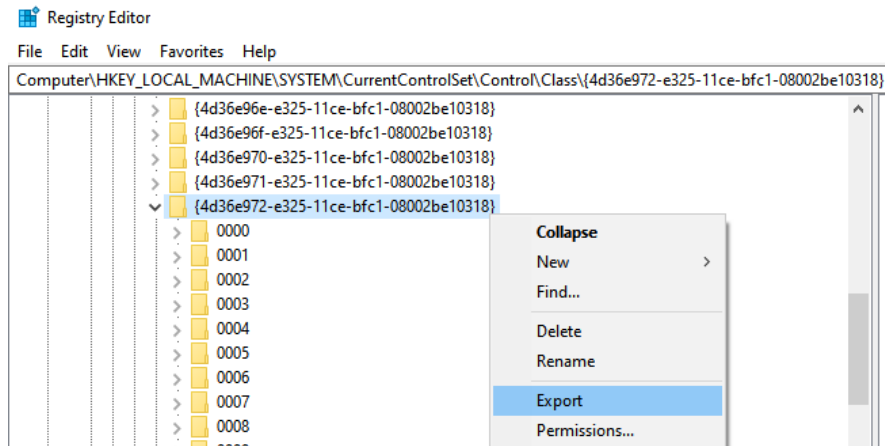 Registry Editor
File Edit View Favorites Help
Computer\HKEY_LOCAL_MACHINE\SYSTEM\CurrentControlSet\Control\Class\{4d36e972-e325-11ce-bfc1-08002be10318}
{4d36e96e-e325-11ce-bfc1-08002be10318}
{4d36e96f-e325-11ce-bfc1-08002be10318}
{4d36e970-e325-11ce-bfc1-08002be10318}
{4d36e971-e325-11ce-bfc1-08002be10318}
{4d36e972-e325-11ce-bfc1-08002be10318}
0000
0001
0002
0003
0004
0005
0006
0007
0008
Collapse
New
Find...
Delete
Rename
Export
Permissions...